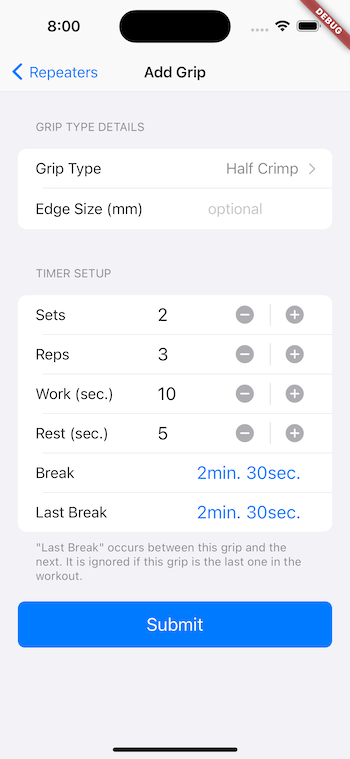 8:00
DEBUG
Repeaters
Add Grip
GRIP TYPE DETAILS
Grip Type Half Crimp
Edge Size (mm) optional
TIMER SETUP
Sets 2
Reps 3
Work (sec.) 10
Rest (sec.) 5
Break 2min. 30sec.
Last Break 2min. 30sec.
"Last Break" occurs between this grip and the
next. It is ignored if this grip is the last one in the
workout.
Submit